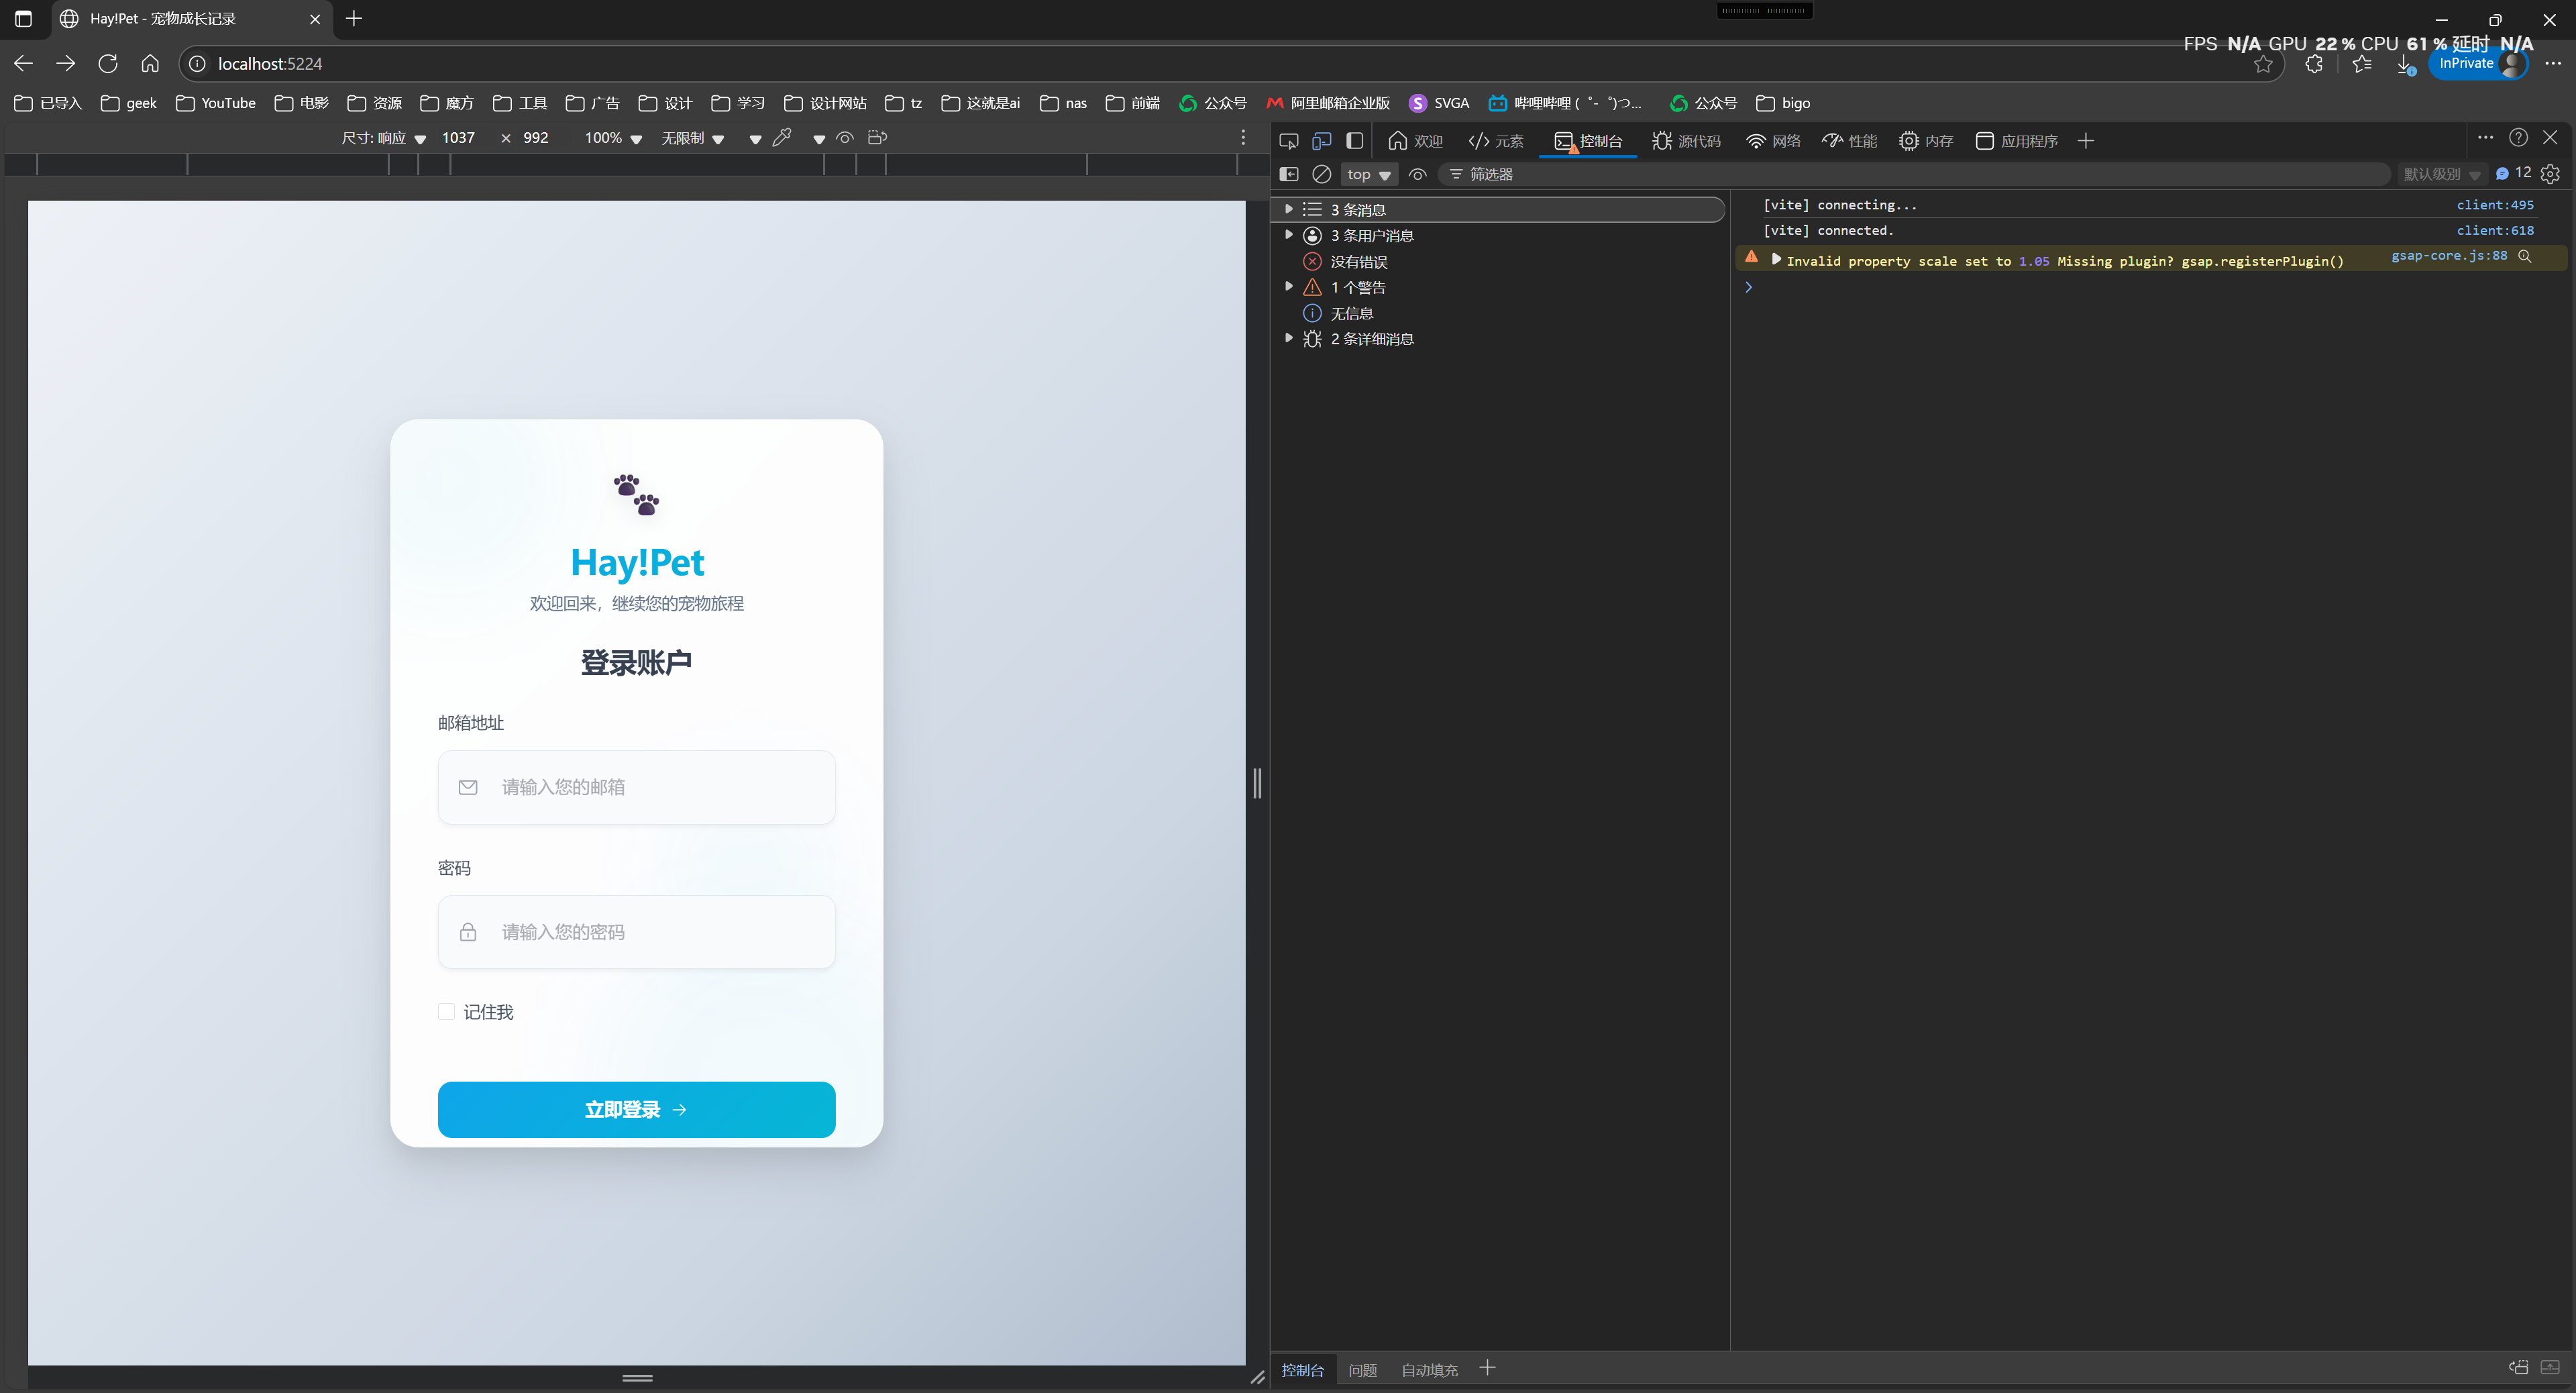 Hay!Pet - 宠物成长记录
FPS N/A GPU 22 % CPU 61 % 延时 N/A
localhost:5224
InPrivate
已导入 geek YouTube 电影 资源 魔方 工具 广告 设计 学习 设计网站 tz 这就是ai nas 前端 公众号 阿里邮箱企业版 SVGA 哔哩哔哩 ( ゜- ゜)つ... 公众号 bigo
尺寸: 响应 1037 × 992 100% 无限制
欢迎 元素 控制台 源代码 网络 性能 内存 应用程序
top 筛选器 默认级别 12
3 条消息
3 条用户消息
没有错误
1 个警告
无信息
2 条详细消息
[vite] connecting... client:495
[vite] connected. client:618
Invalid property scale set to 1.05 Missing plugin? gsap.registerPlugin() gsap-core.js:88
Hay!Pet
欢迎回来，继续您的宠物旅程
登录账户
邮箱地址
请输入您的邮箱
密码
请输入您的密码
记住我
立即登录 →
控制台 问题 自动填充